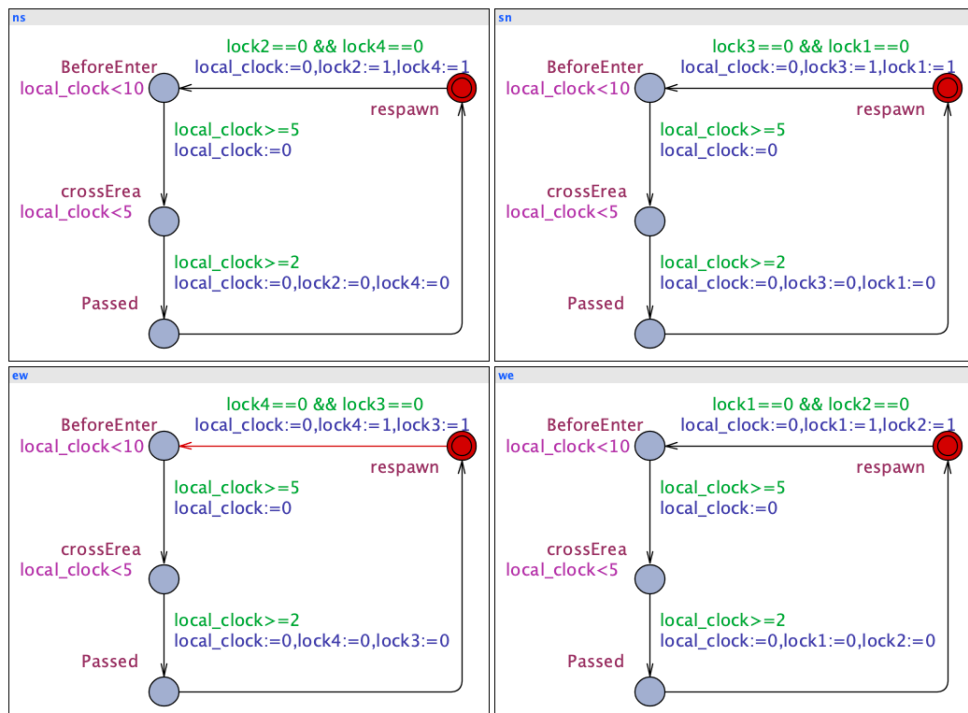 ns
lock2==0 && lock4==0
BeforeEnter
local_clock:=0,lock2:=1,lock4:=1
local_clock<10
respawn
local_clock>=5
local_clock:=0
crossErea
local_clock<5
local_clock>=2
local_clock:=0,lock2:=0,lock4:=0
Passed
sn
lock3==0 && lock1==0
BeforeEnter
local_clock:=0,lock3:=1,lock1:=1
local_clock<10
respawn
local_clock>=5
local_clock:=0
crossErea
local_clock<5
local_clock>=2
local_clock:=0,lock3:=0,lock1:=0
Passed
ew
lock4==0 && lock3==0
BeforeEnter
local_clock:=0,lock4:=1,lock3:=1
local_clock<10
respawn
local_clock>=5
local_clock:=0
crossErea
local_clock<5
local_clock>=2
local_clock:=0,lock4:=0,lock3:=0
Passed
we
lock1==0 && lock2==0
BeforeEnter
local_clock:=0,lock1:=1,lock2:=1
local_clock<10
respawn
local_clock>=5
local_clock:=0
crossErea
local_clock<5
local_clock>=2
local_clock:=0,lock1:=0,lock2:=0
Passed